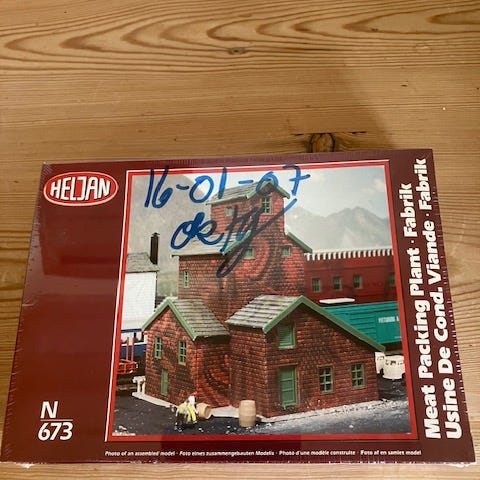 HELJAN
16-01-07
N
673
Meat Packing Plant · Fabrik
Usine De Cond. Viande · Fabrik
Photo of an assembled model · Foto eines zusammengebauten Modells · Photo d'une modèle construite · Foto af en samlet model